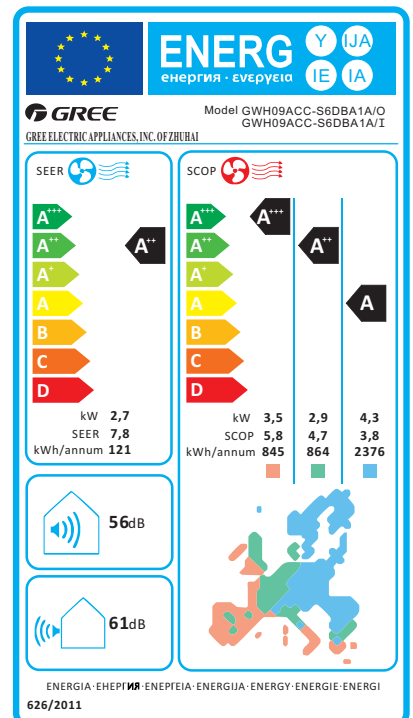 ENERG
енергия · ενεργεια
Y IJA
IE IA
GREE
GREE ELECTRIC APPLIANCES, INC. OF ZHUHAI
Model GWH09ACC-S6DBA1A/O
GWH09ACC-S6DBA1A/I
SEER
A+++
A++
A+
A
B
C
D
A++
kW 2,7
SEER 7,8
kWh/annum 121
SCOP
A+++
A++
A+
A
B
C
D
A+++
A++
A
kW 3,5 2,9 4,3
SCOP 5,8 4,7 3,8
kWh/annum 845 864 2376
56dB
61dB
ENERGIA·ЕНЕРГИЯ·ΕΝΕΡΓΕΙΑ·ENERGIJA·ENERGY·ENERGIE·ENERGI
626/2011